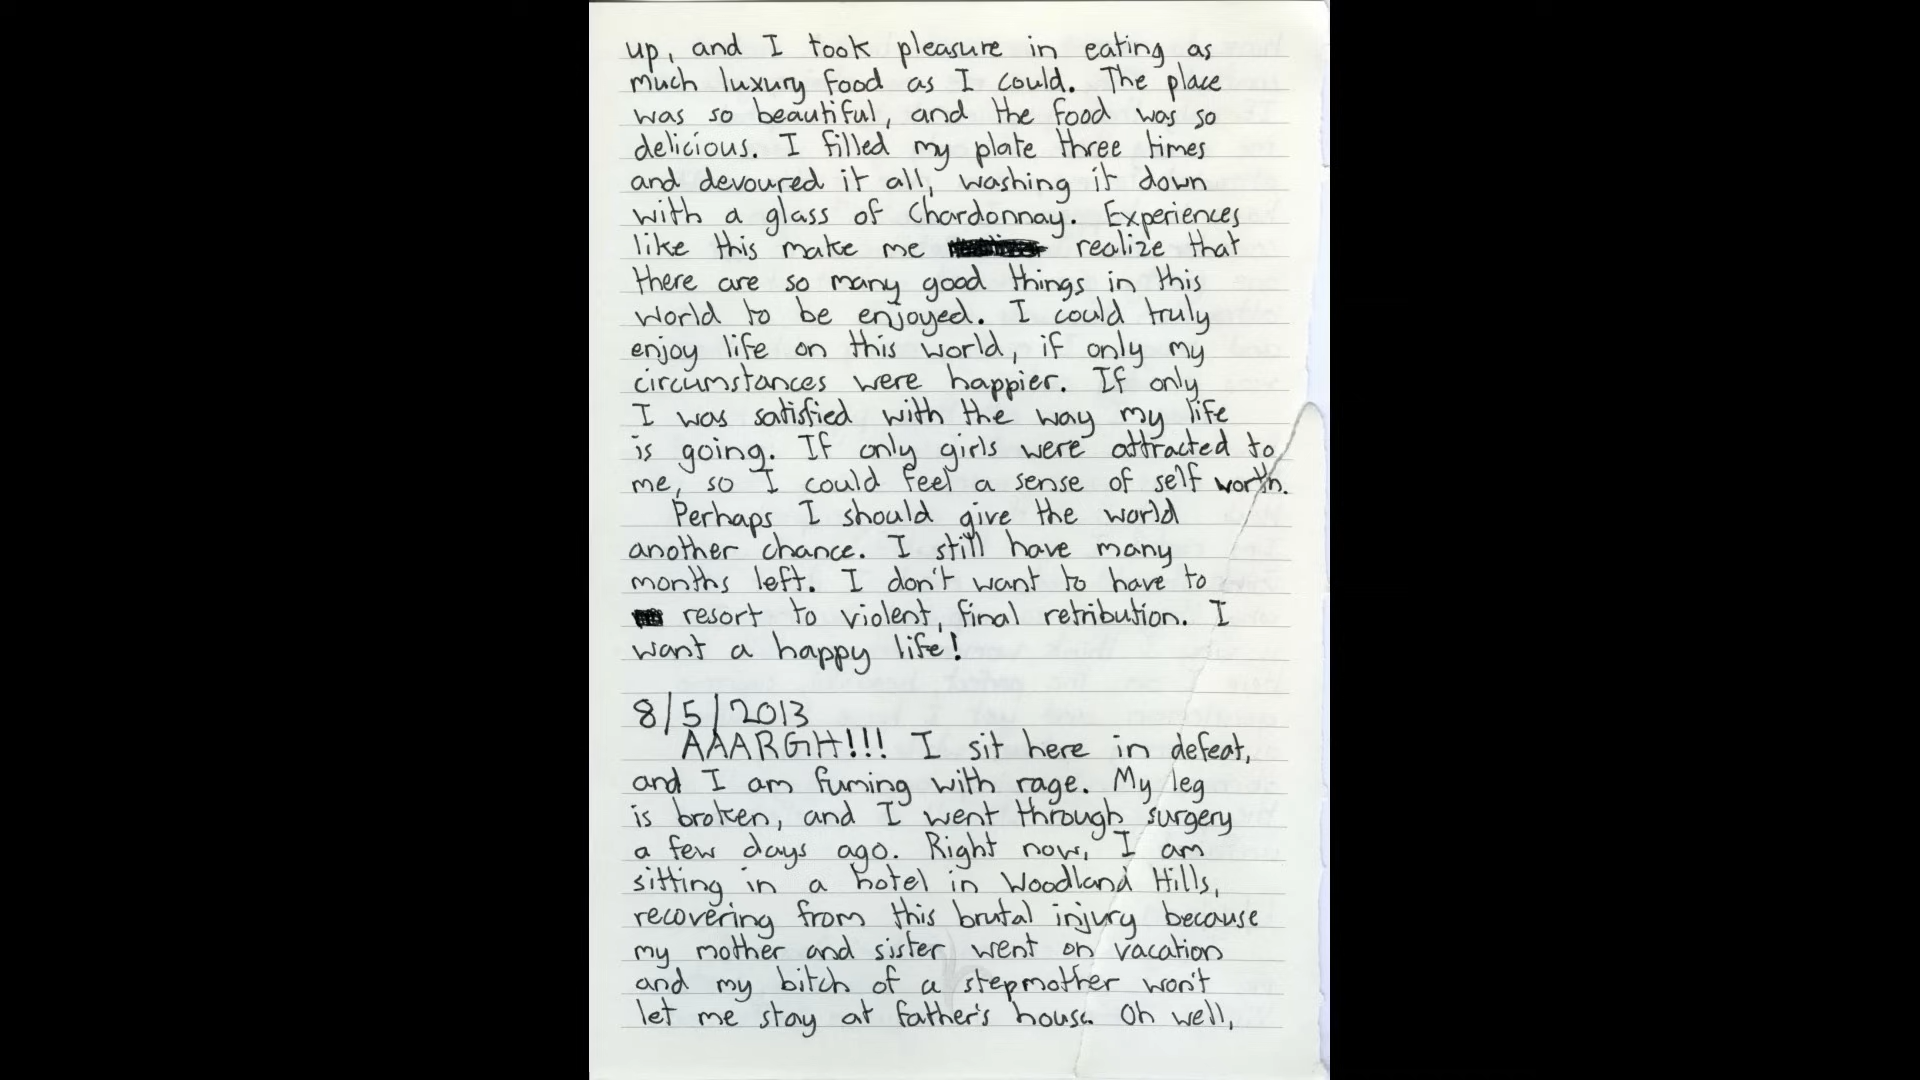 up, and I took pleasure in eating as
much luxury food as I could. The place
was so beautiful, and the food was so
delicious. I filled my plate three times
and devoured it all, washing it down
with a glass of Chardonnay. Experiences
like this make me realize that
there are so many good things in this
world to be enjoyed. I could truly
enjoy life on this world, if only my
circumstances were happier. If only
I was satisfied with the way my life
is going. If only girls were attracted to
me, so I could feel a sense of self worth.
Perhaps I should give the world
another chance. I still have many
months left. I don't want to have to
resort to violent, final retribution. I
want a happy life!
8/5/2013
AAARGH!!! I sit here in defeat,
and I am fuming with rage. My leg
is broken, and I went through surgery
a few days ago. Right now, I am
sitting in a hotel in Woodland Hills,
recovering from this brutal injury because
my mother and sister went on vacation
and my bitch of a stepmother won't
let me stay at father's house. Oh well,